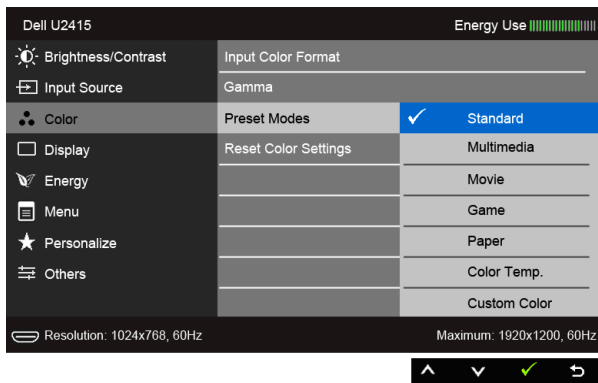 Dell U2415 Energy Use
Brightness/Contrast Input Color Format
Input Source Gamma
Color Preset Modes Standard
Display Reset Color Settings Multimedia
Energy Movie
Menu Game
Personalize Paper
Others Color Temp.
Custom Color
Resolution: 1024x768, 60Hz Maximum: 1920x1200, 60Hz